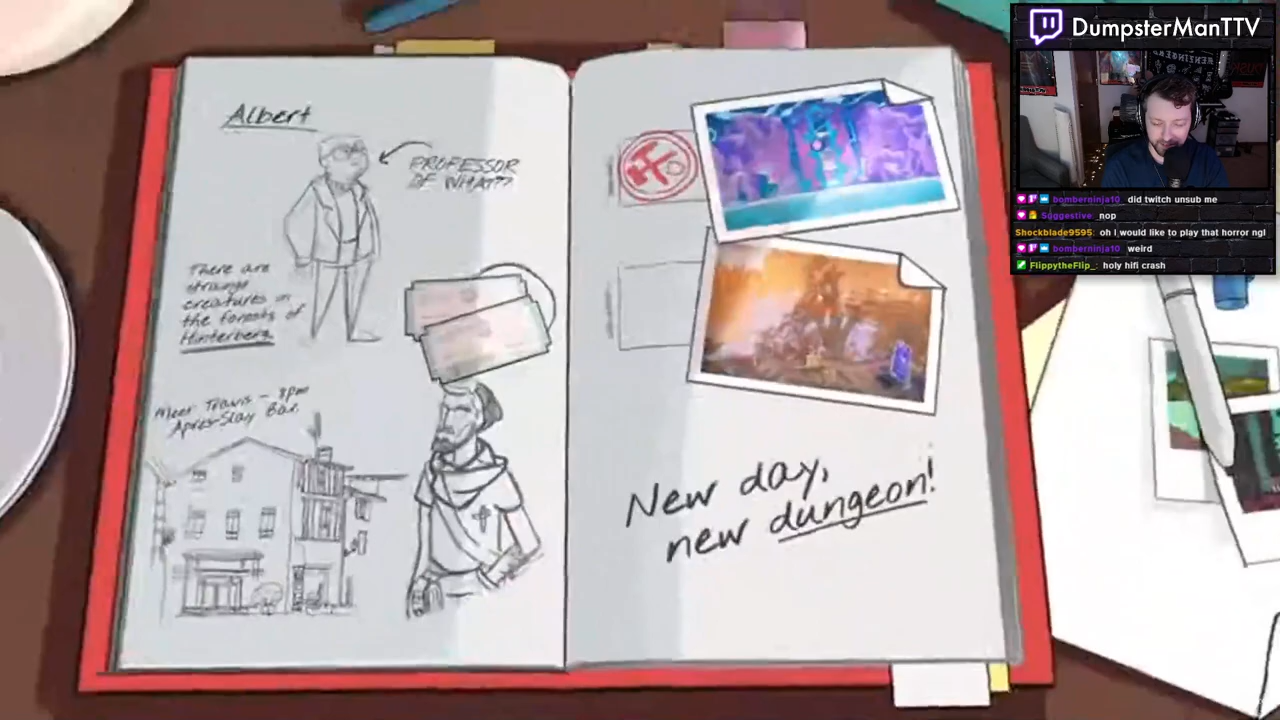 DumpsterManTTV
bomberninja10: did twitch unsub me
Suggestive: nop
Shockblade9595: oh I would like to play that horror ngl
bomberninja10: weird
FlippytheFlip_: holy hifi crash
Albert
PROFESSOR
OF WHAT??
There are
strange
creatures in
the forests of
Hinterberg.
Meet Travis - 8pm
Après-Slay Bar
New day,
new dungeon!